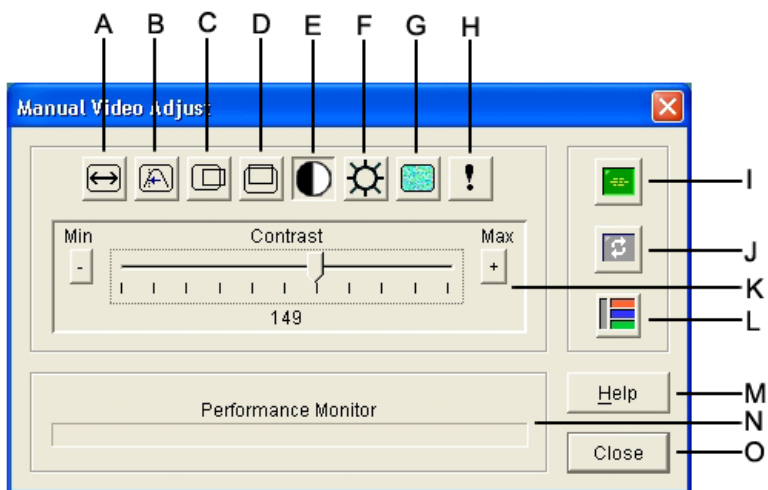 A B C D E F G H
Manual Video Adjust
I
Min Contrast Max
J
- +
K
149
L
Help M
Performance Monitor N
Close O